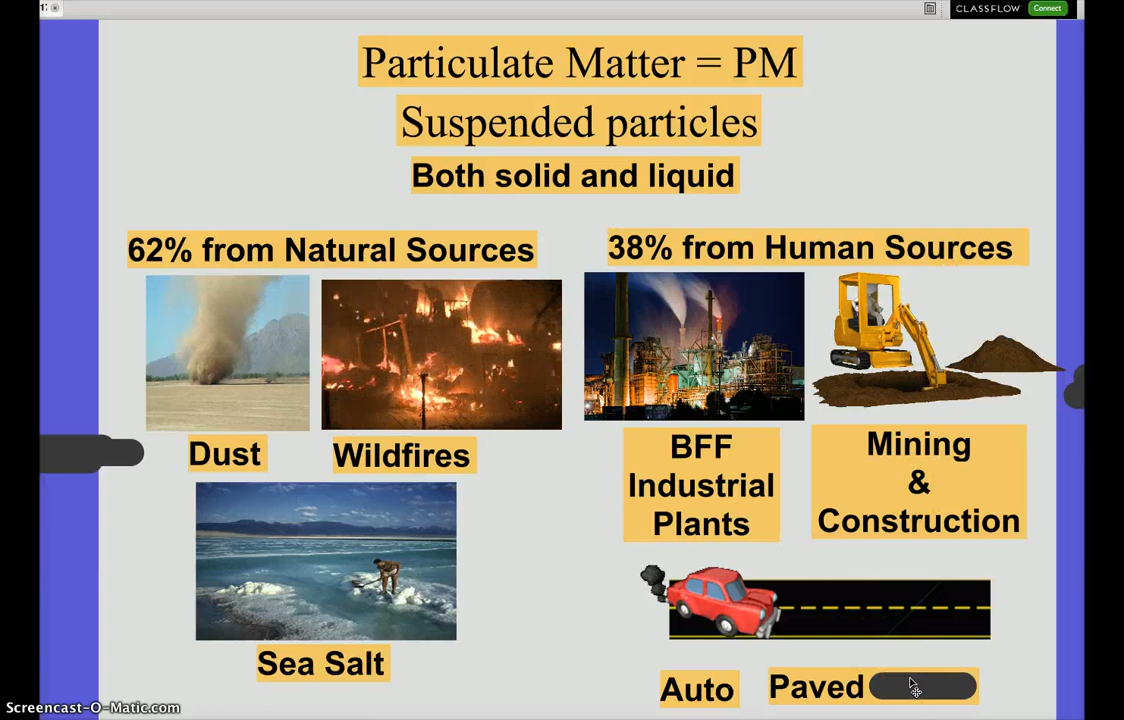 CLASSFLOW Connect
Particulate Matter = PM
Suspended particles
Both solid and liquid
62% from Natural Sources
38% from Human Sources
Dust
Wildfires
BFF
Industrial
Plants
Mining
&
Construction
Sea Salt
Auto
Paved
Screencast-O-Matic.com